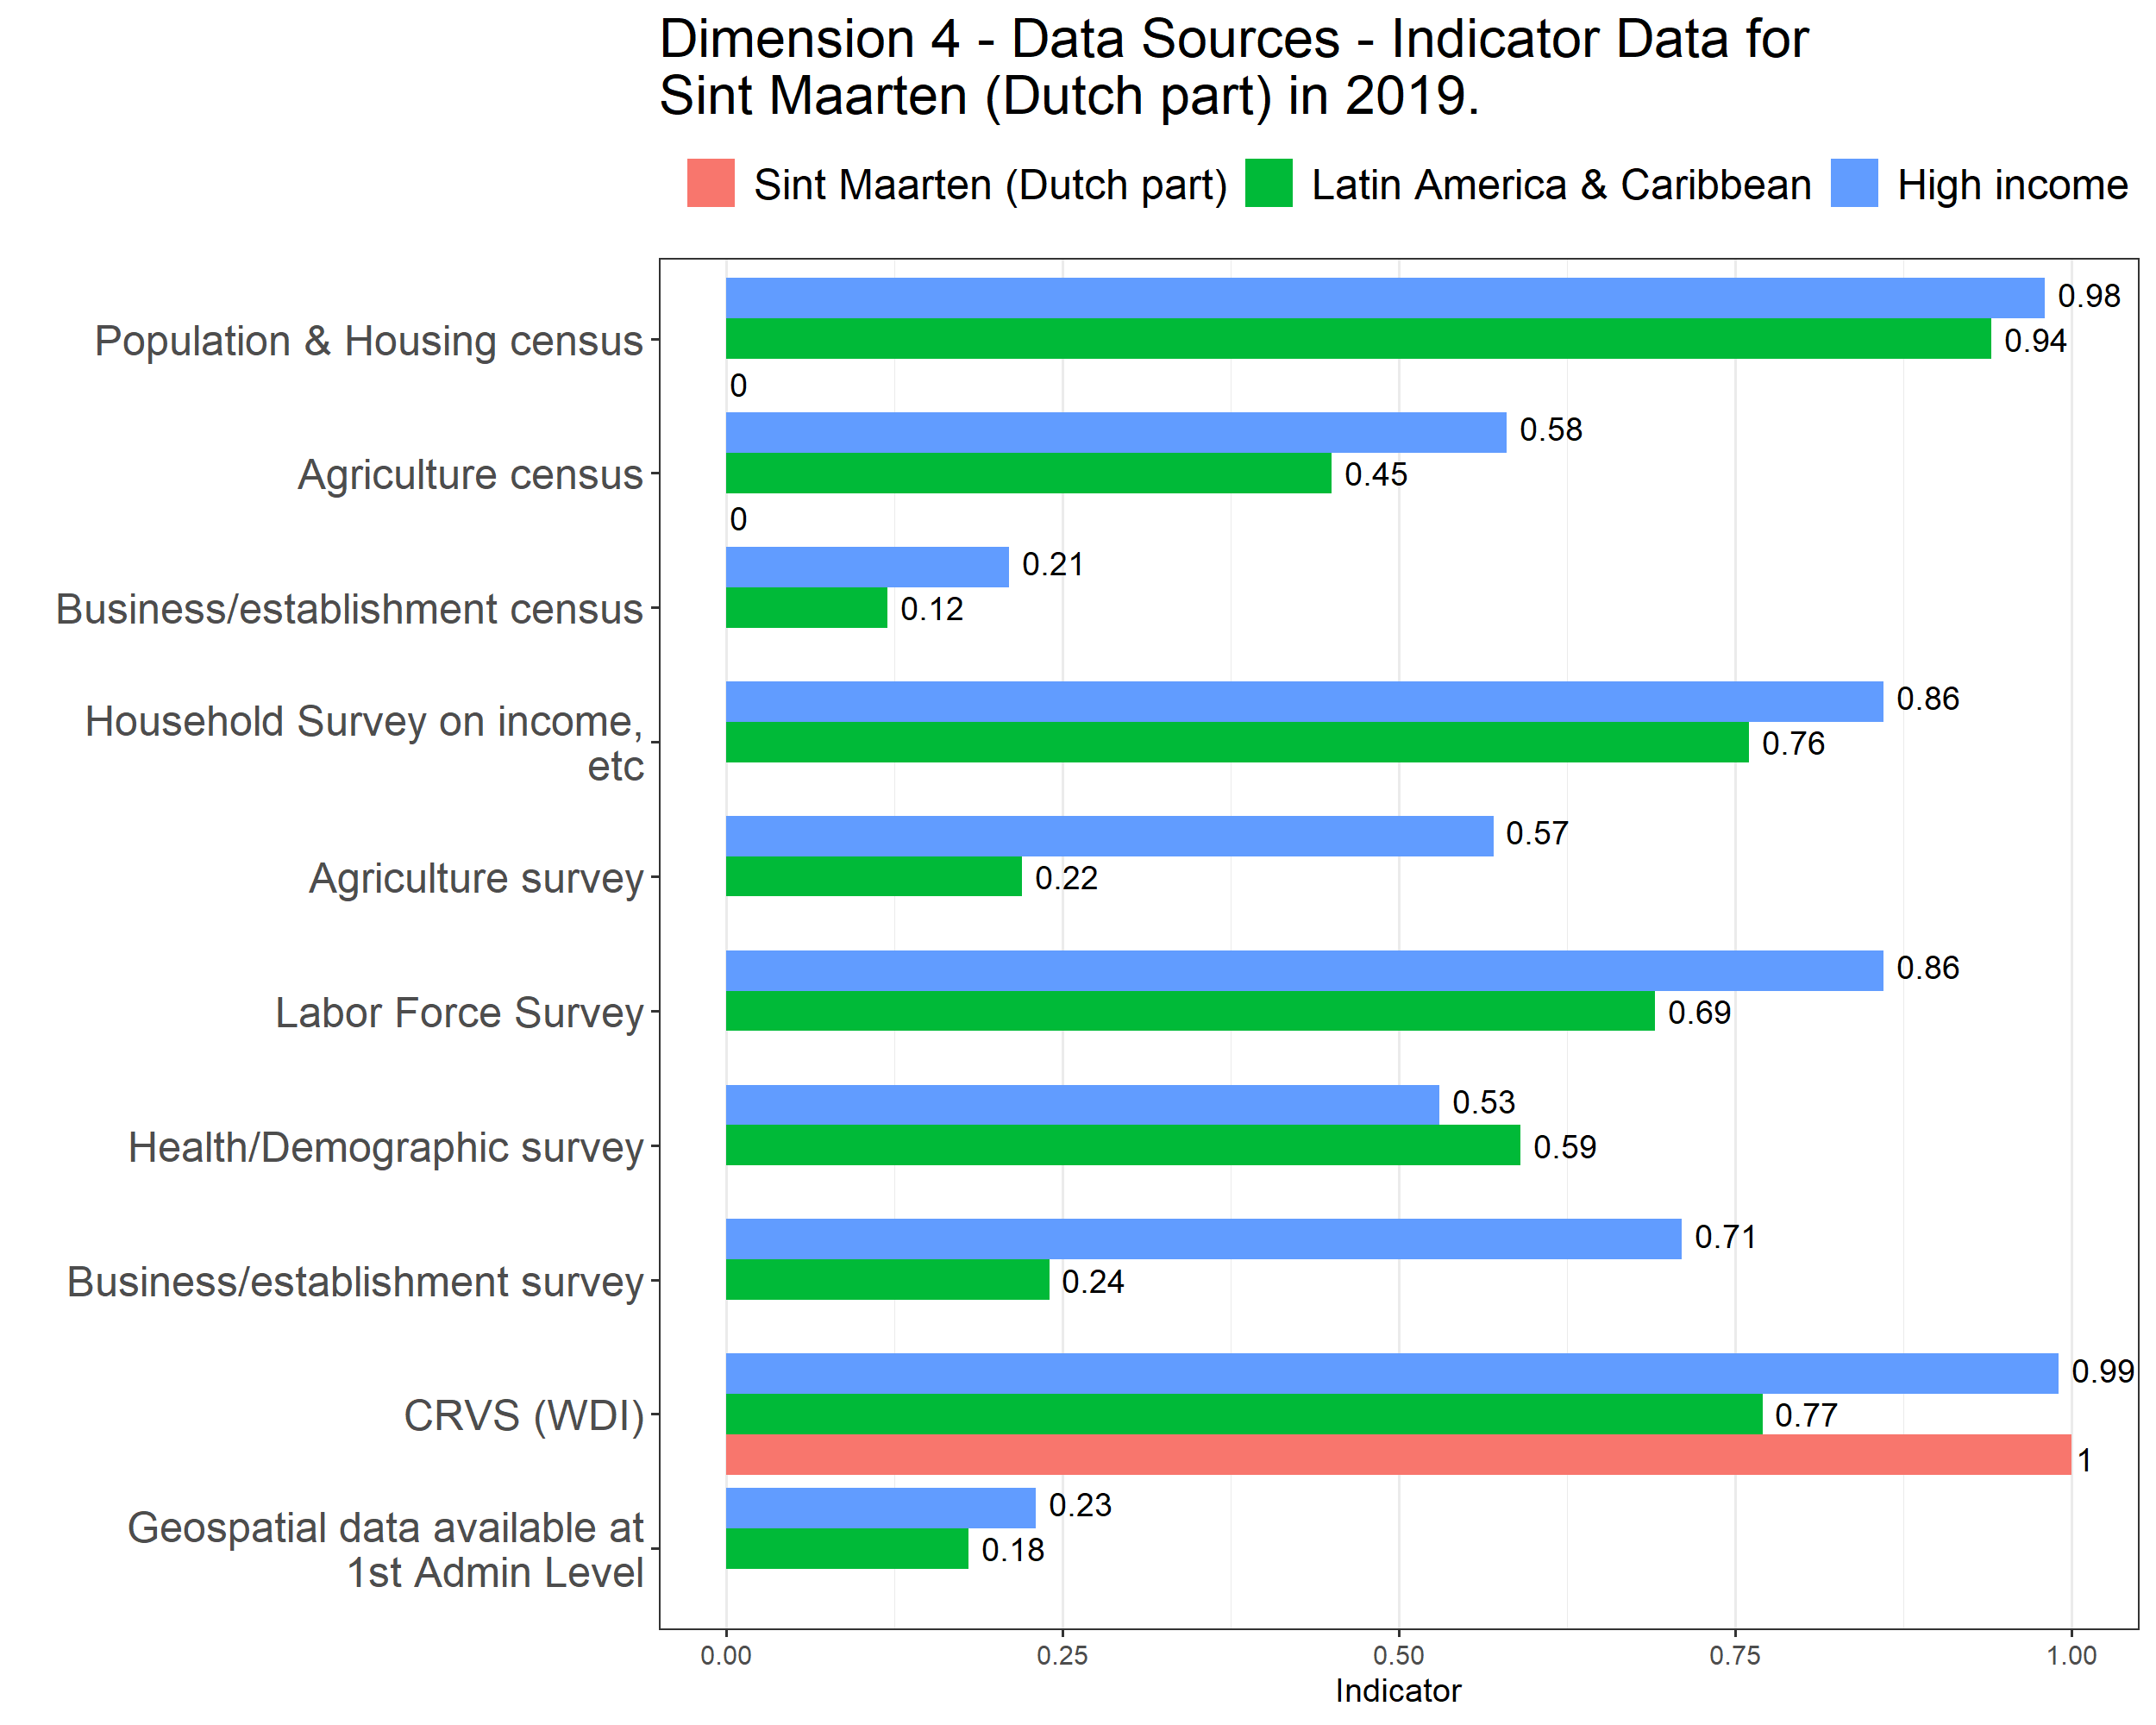 Dimension 4 - Data Sources - Indicator Data for
Sint Maarten (Dutch part) in 2019.
Sint Maarten (Dutch part) Latin America & Caribbean High income
Population & Housing census
0.98
0.94
0
Agriculture census
0.58
0.45
0
Business/establishment census
0.21
0.12
Household Survey on income,
etc
0.86
0.76
Agriculture survey
0.57
0.22
Labor Force Survey
0.86
0.69
Health/Demographic survey
0.53
0.59
Business/establishment survey
0.71
0.24
CRVS (WDI)
0.99
0.77
1
Geospatial data available at
1st Admin Level
0.23
0.18
0.00 0.25 0.50 0.75 1.00
Indicator